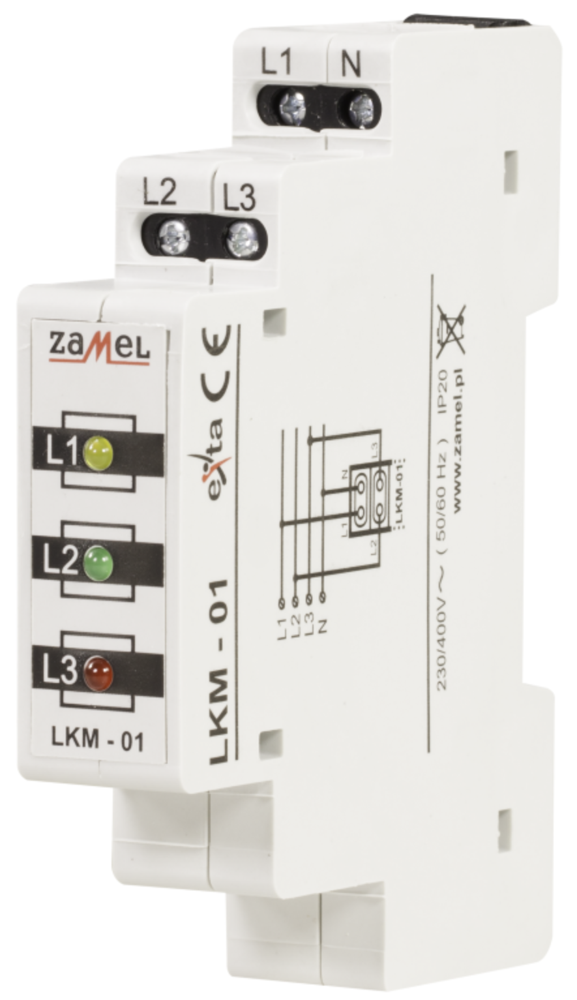 L1 N
L2 L3
ZAMEL
L1
L2
L3
LKM - 01
LKM - 01 exta CE
L1
L2
L3
N
L1 N
L2 L3
LKM-01
230/400V~ ( 50/60 Hz ) IP20
www.zamel.pl